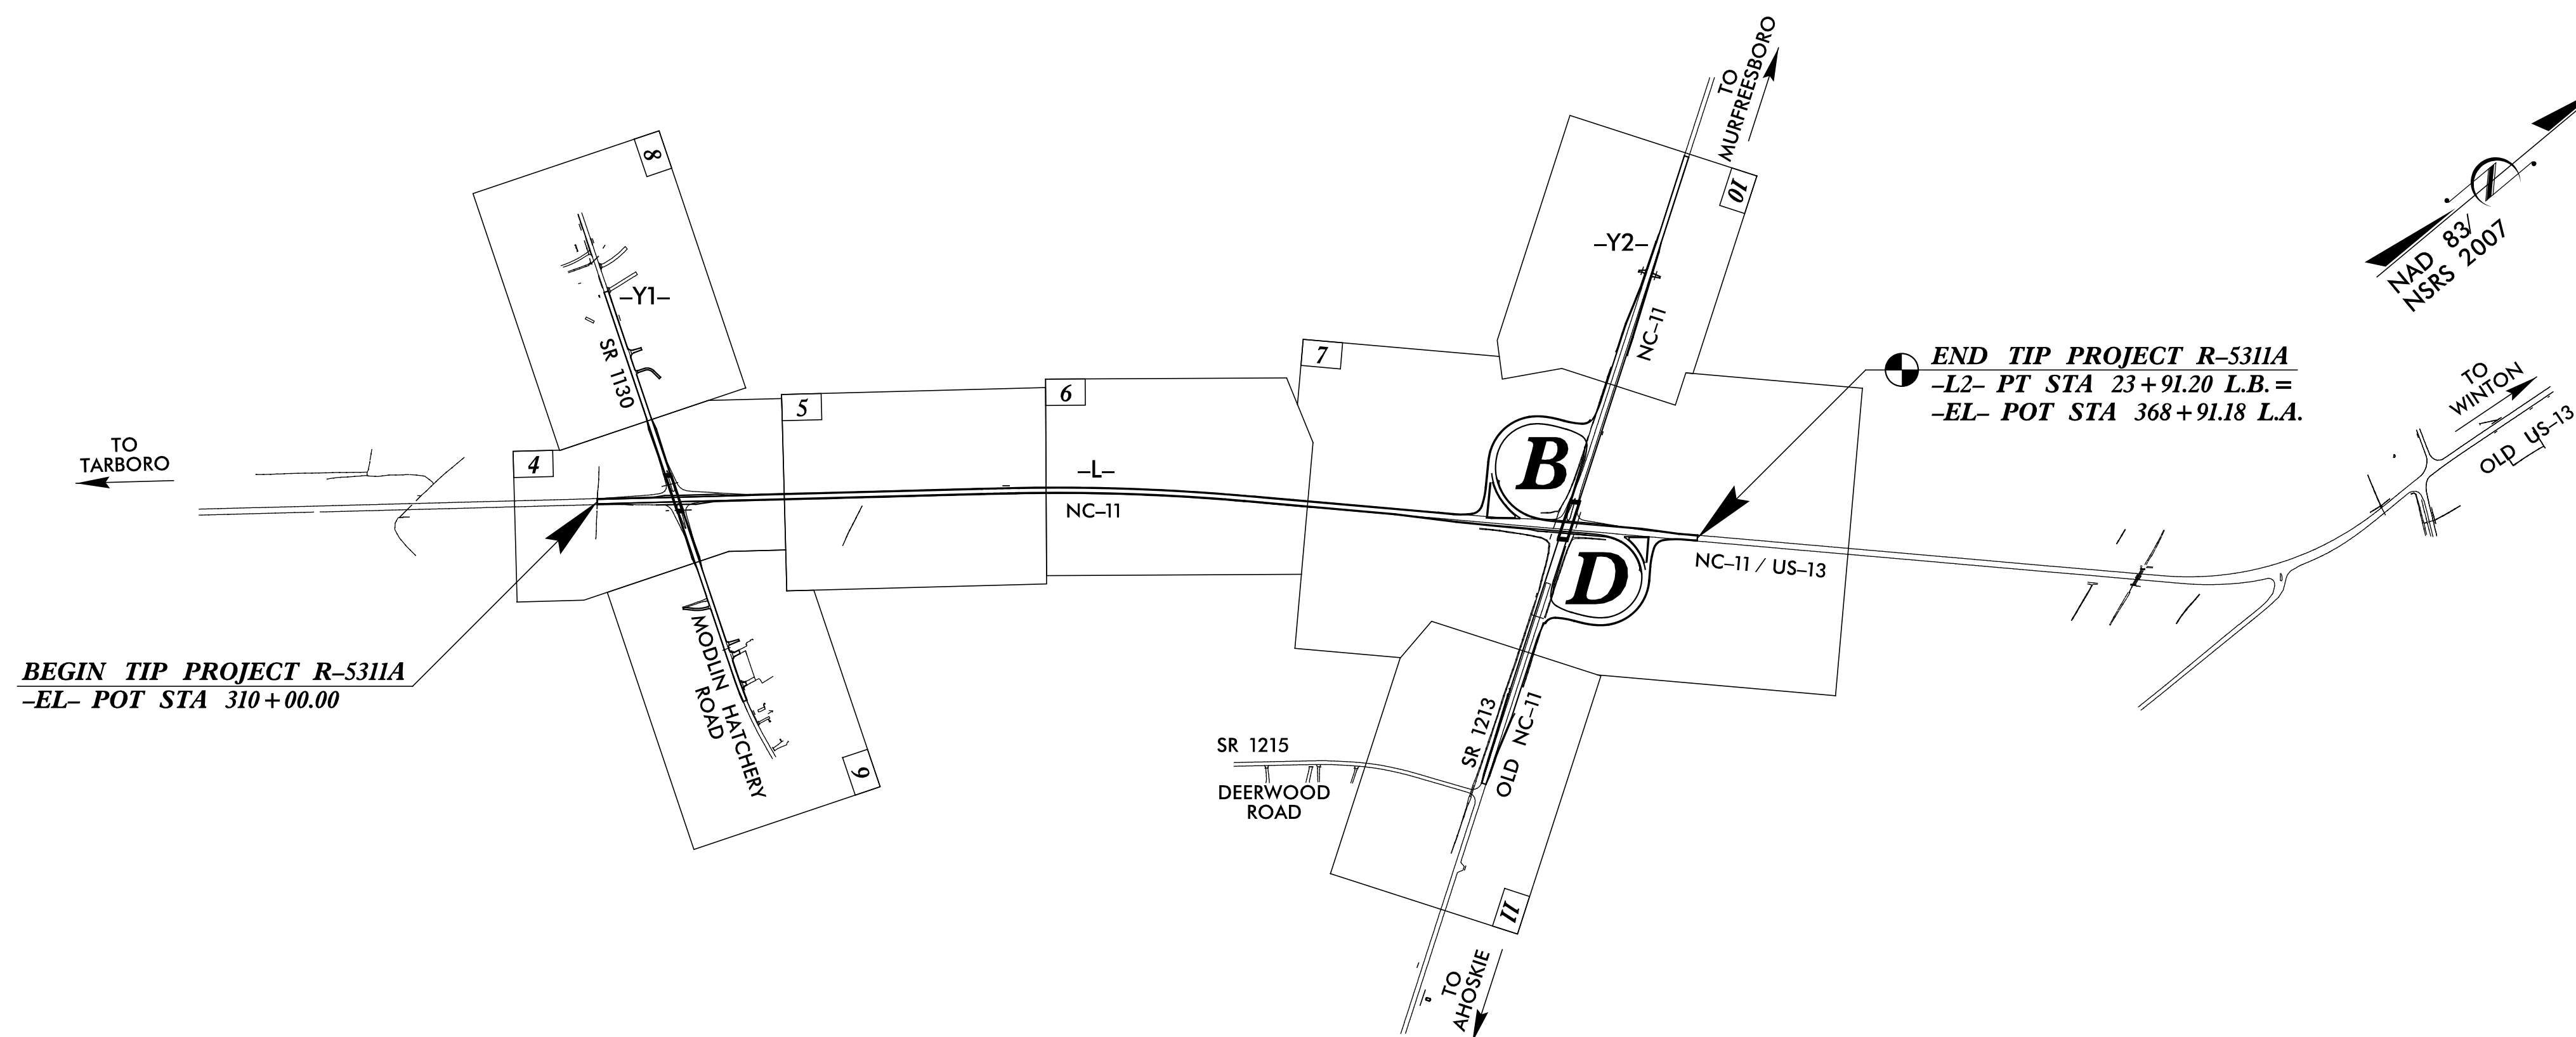 TO
MURFREESBORO
8
10
–Y2–
–Y1–
NC–11
NAD 83/
NSRS 2007
SR 1130
7
END TIP PROJECT R–5311A
–L2– PT STA 23+91.20 L.B. =
–EL– POT STA 368+91.18 L.A.
TO
WINTON
OLD US–13
5
6
TO
TARBORO
4
–L–
NC–11
B
D
NC–11 / US–13
BEGIN TIP PROJECT R–5311A
–EL– POT STA 310+00.00
MODLIN HATCHERY
ROAD
9
SR 1215
DEERWOOD
ROAD
SR 1213
OLD NC–11
11
TO
AHOSKIE